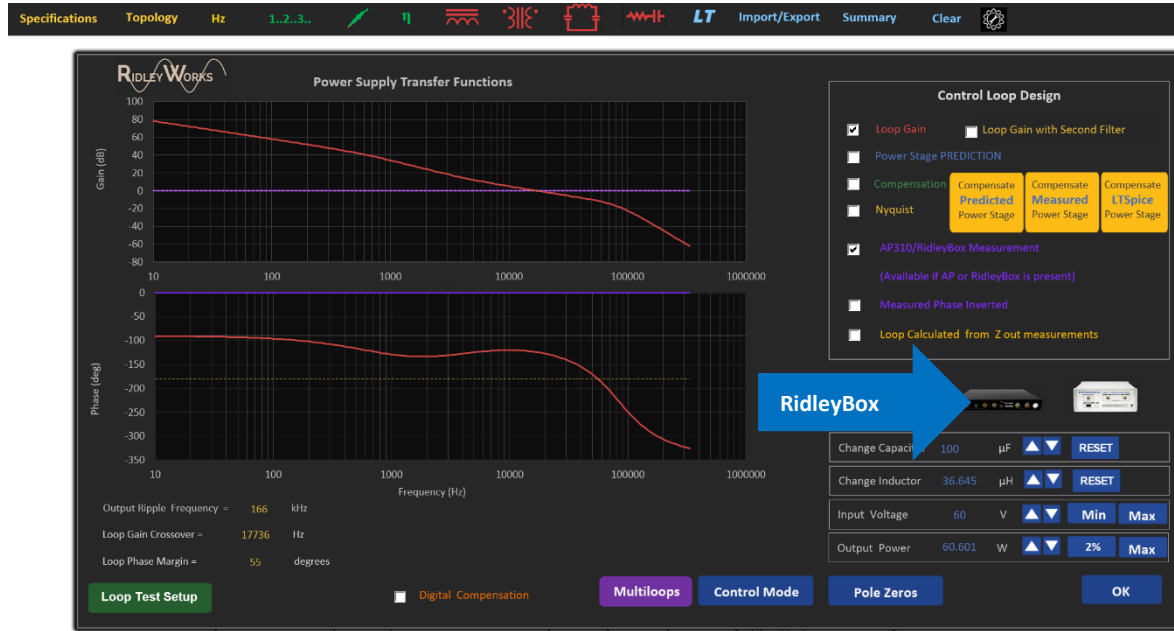 Specifications Topology Hz 1..2..3.. η LT Import/Export Summary Clear
RIDLEYWORKS
Power Supply Transfer Functions
Gain (dB)
100
80
60
40
20
0
-20
-40
-60
-80
10 100 1000 10000 100000 1000000
Phase (deg)
0
-50
-100
-150
-200
-250
-300
-350
10 100 1000 10000 100000 1000000
Frequency (Hz)
Output Ripple Frequency = 166 kHz
Loop Gain Crossover = 17736 Hz
Loop Phase Margin = 55 degrees
Control Loop Design
Loop Gain Loop Gain with Second Filter
Power Stage PREDICTION
Compensation
Nyquist
Compensate
Predicted
Power Stage
Compensate
Measured
Power Stage
Compensate
LTSpice
Power Stage
AP310/RidleyBox Measurement
(Available if AP or RidleyBox is present)
Measured Phase Inverted
Loop Calculated from Z out measurements
RidleyBox
Change Capacit 100 μF RESET
Change Inductor 36.645 μH RESET
Input Voltage 60 V Min Max
Output Power 60.601 W 2% Max
Loop Test Setup Digital Compensation Multiloops Control Mode Pole Zeros OK